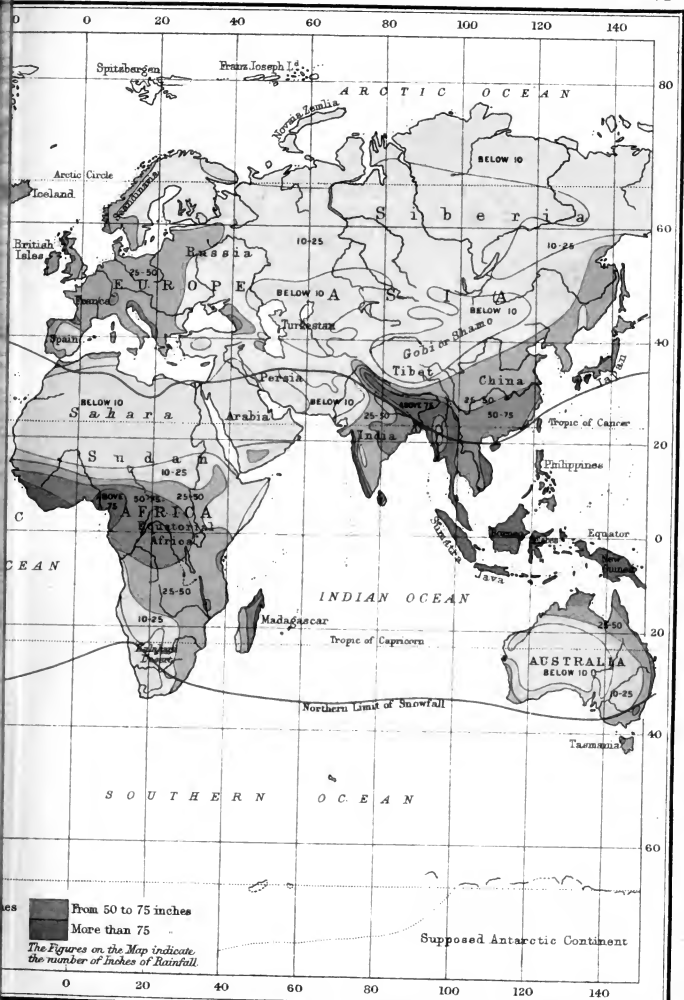 0 20 40 60 80 100 120 140
Spitzbergen
Franz Joseph Ld.
ARCTIC OCEAN
80
Novaia Zemlia
BELOW 10
Arctic Circle
Iceland
Scandinavia
Siberia
60
British
Isles
10-25
10-25
Russia
25-50
EUROPE
France
BELOW 10
ASIA
BELOW 10
Turkestan
Spain
40
Gobi or Shamo
Tibet
Persia
China
BELOW 10
Sahara
Arabia
BELOW 10
ABOVE 75
25-50
25-50
50-75
Japan
India
Tropic of Cancer
20
Sudan
10-25
Philippines
ABOVE
75
50-75
25-50
AFRICA
C
Equatorial
Africa
Sumatra
Borneo
Equator
0
New
Guinea
CEAN
Java
25-50
INDIAN OCEAN
10-25
Madagascar
Tropic of Capricorn
25-50
20
Kalahari
Desert
AUSTRALIA
BELOW 10
10-25
Northern Limit of Snowfall
40
Tasmania
SOUTHERN OCEAN
60
es
From 50 to 75 inches
More than 75
The Figures on the Map indicate
the number of Inches of Rainfall
Supposed Antarctic Continent
0 20 40 60 80 100 120 140